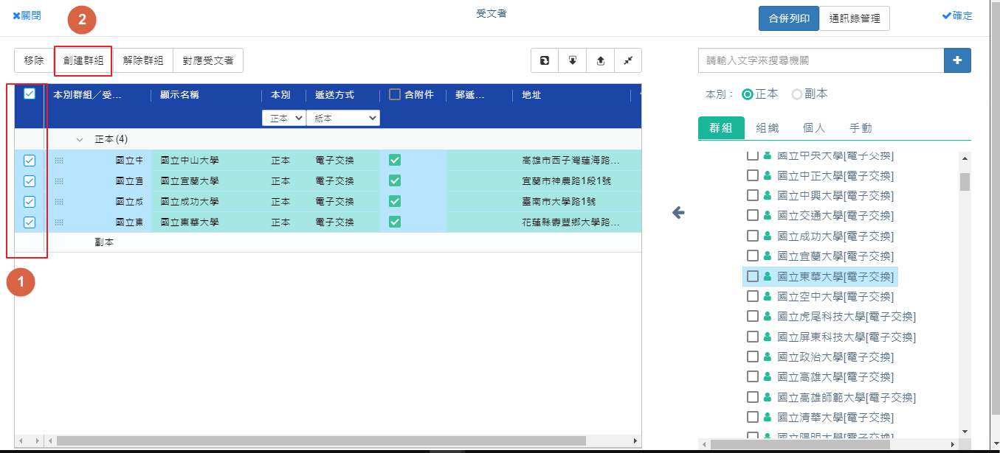 關閉
2
受文者
合併列印
通訊錄管理
確定
移除
創建群組
解除群組
對應受文者
請輸入文字來搜尋機關
本別群組／受...
顯示名稱
本別
遞送方式
含附件
郵遞...
地址
正本
紙本
本別：
正本
副本
群組
組織
個人
手動
正本(4)
國立中
國立中山大學
正本
電子交換
高雄市西子灣蓮海路...
國立宜
國立宜蘭大學
正本
電子交換
宜蘭市神農路1段1號
國立成
國立成功大學
正本
電子交換
臺南市大學路1號
國立東
國立東華大學
正本
電子交換
花蓮縣壽豐鄉大學路...
副本
1
國立中央大學[電子交換]
國立中正大學[電子交換]
國立中興大學[電子交換]
國立交通大學[電子交換]
國立成功大學[電子交換]
國立宜蘭大學[電子交換]
國立東華大學[電子交換]
國立空中大學[電子交換]
國立虎尾科技大學[電子交換]
國立屏東科技大學[電子交換]
國立政治大學[電子交換]
國立高雄大學[電子交換]
國立高雄師範大學[電子交換]
國立清華大學[電子交換]
國立陽明大學[電子交換]